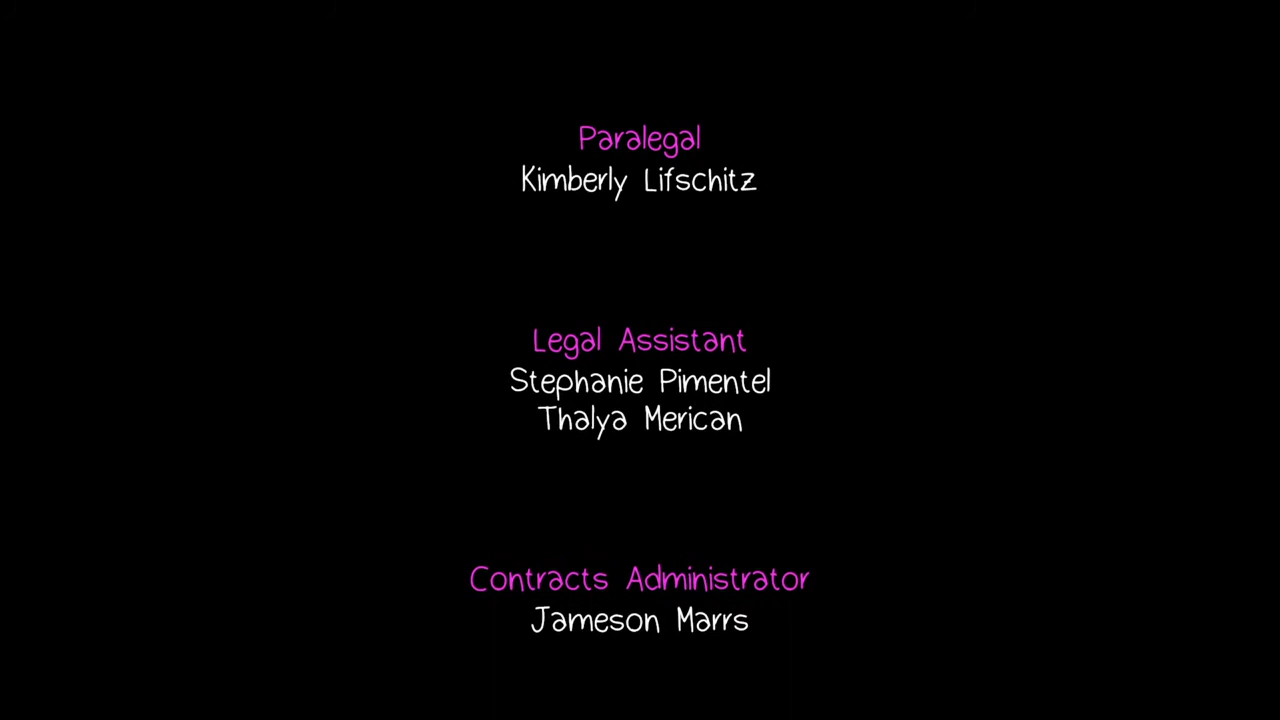 Paralegal
Kimberly Lifschitz
Legal Assistant
Stephanie Pimentel
Thalya Merican
Contracts Administrator
Jameson Marrs